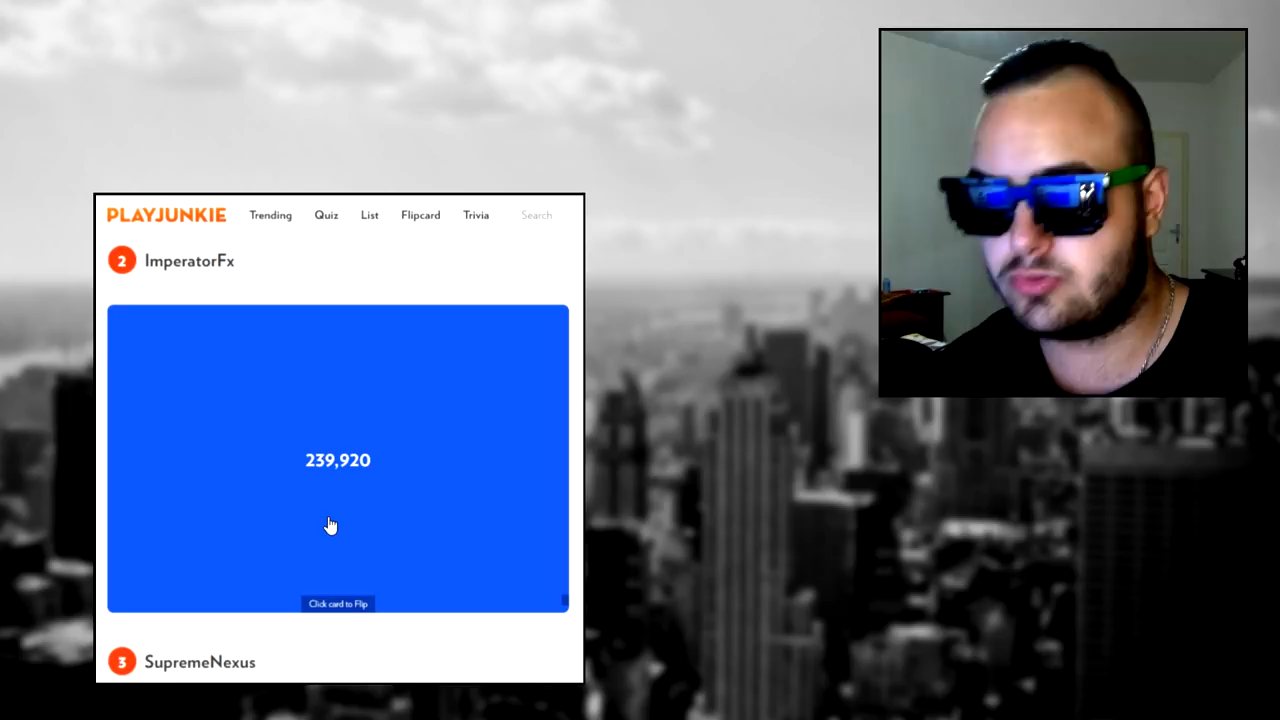 PLAYJUNKIE Trending Quiz List Flipcard Trivia Search
2 ImperatorFx
239,920
Click card to Flip
3 SupremeNexus